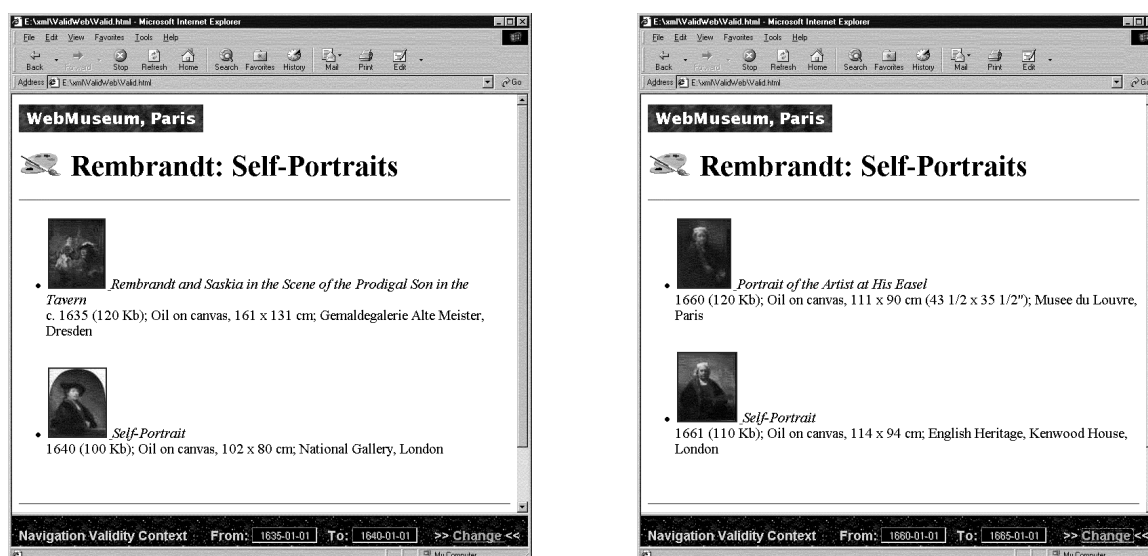 E:\xml\ValidWeb\Valid.html - Microsoft Internet Explorer
File Edit View Favorites Tools Help
Back Forward Stop Refresh Home Search Favorites History Mail Print Edit
Address E:\xml\ValidWeb\Valid.html Go
WebMuseum, Paris
Rembrandt: Self-Portraits
Rembrandt and Saskia in the Scene of the Prodigal Son in the
Tavern
c. 1635 (120 Kb); Oil on canvas, 161 x 131 cm; Gemaldegalerie Alte Meister,
Dresden
Self-Portrait
1640 (100 Kb); Oil on canvas, 102 x 80 cm; National Gallery, London
Navigation Validity Context From: 1635-01-01 To: 1640-01-01 >> Change <<
My Computer
E:\xml\ValidWeb\Valid.html - Microsoft Internet Explorer
File Edit View Favorites Tools Help
Back Forward Stop Refresh Home Search Favorites History Mail Print Edit
Address E:\xml\ValidWeb\Valid.html Go
WebMuseum, Paris
Rembrandt: Self-Portraits
Portrait of the Artist at His Easel
1660 (120 Kb); Oil on canvas, 111 x 90 cm (43 1/2 x 35 1/2"); Musee du Louvre,
Paris
Self-Portrait
1661 (110 Kb); Oil on canvas, 114 x 94 cm; English Heritage, Kenwood House,
London
Navigation Validity Context From: 1660-01-01 To: 1665-01-01 >> Change <
My Computer